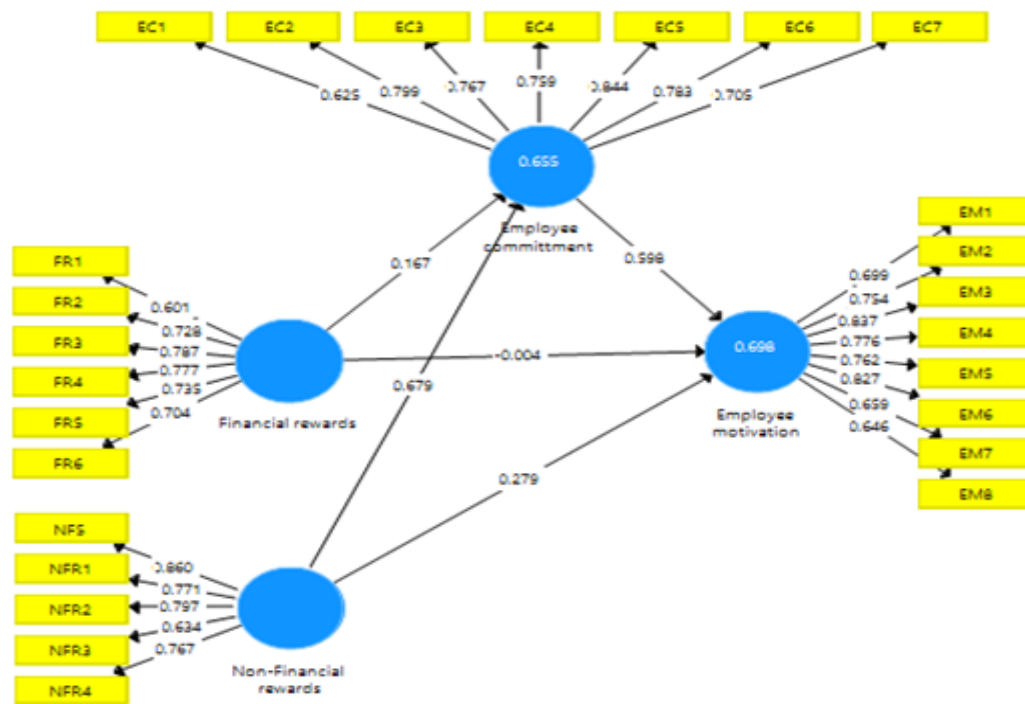 EC1 EC2 EC3 EC4 EC5 EC6 EC7
0.625 0.799 0.767 0.759 0.844 0.783 0.705
0.655
Employee
committment
EM1
EM2
EM3
EM4
EM5
EM6
EM7
EM8
0.699
0.754
0.837
0.776
0.762
0.827
0.659
0.646
0.698
Employee
motivation
0.167
0.598
-0.004
0.679
0.279
FR1
FR2
FR3
FR4
FR5
FR6
0.601
0.728
0.787
0.777
0.735
0.704
Financial rewards
NFS
NFR1
NFR2
NFR3
NFR4
0.860
0.771
0.797
0.634
0.767
Non-Financial
rewards